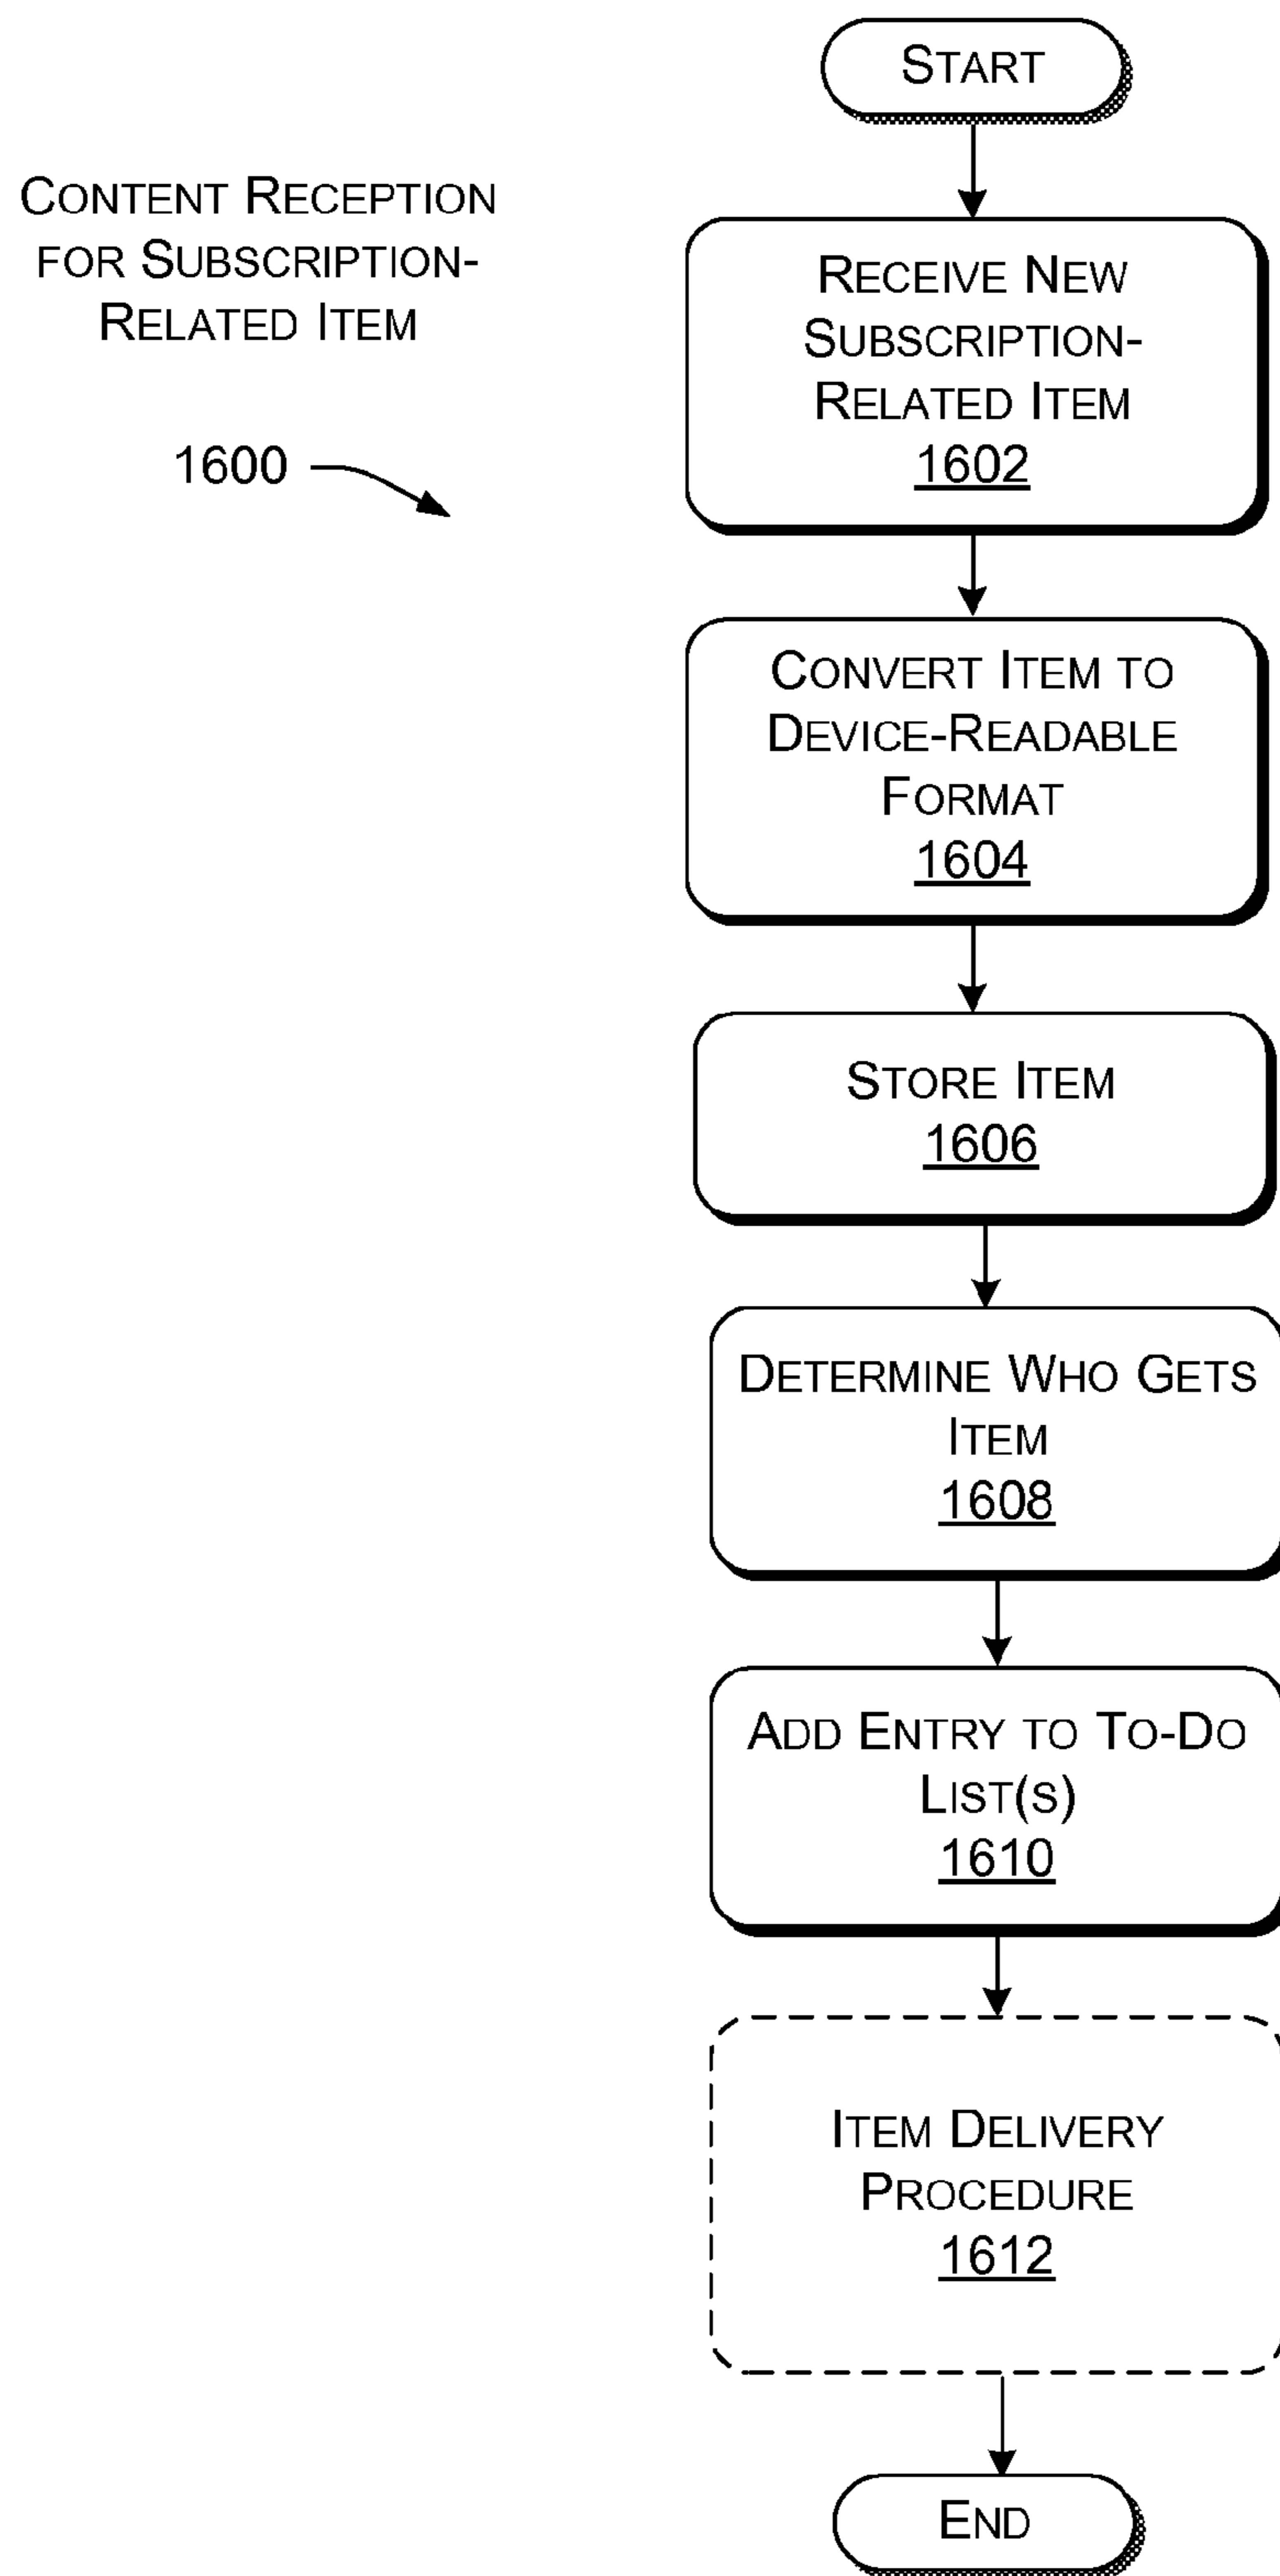 START
CONTENT RECEPTION
FOR SUBSCRIPTION-
RELATED ITEM
1600
RECEIVE NEW
SUBSCRIPTION-
RELATED ITEM
1602
CONVERT ITEM TO
DEVICE-READABLE
FORMAT
1604
STORE ITEM
1606
DETERMINE WHO GETS
ITEM
1608
ADD ENTRY TO TO-DO
LIST(S)
1610
ITEM DELIVERY
PROCEDURE
1612
END